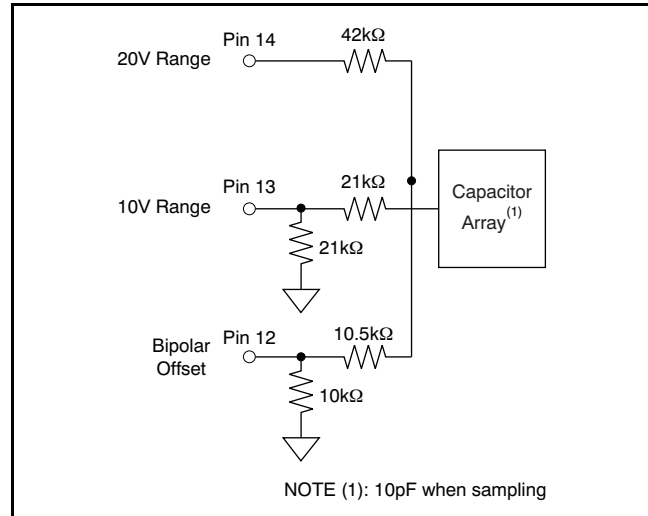 42kΩ
Pin 14
20V Range
21kΩ
Pin 13
10V Range
Capacitor
Array(1)
21kΩ
10.5kΩ
Pin 12
Bipolar
Offset
10kΩ
NOTE (1): 10pF when sampling